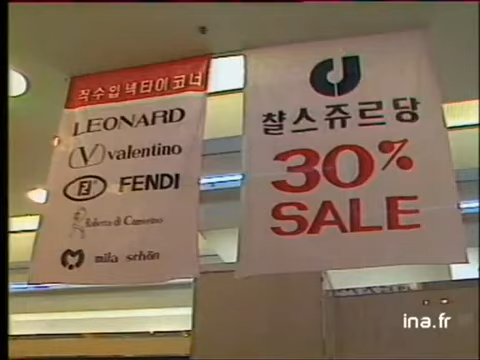 직수입넥타이코너
LEONARD
V valentino
FENDI
Roberta di Camerino
mila schön
찰스쥬르당
30%
SALE
ina.fr